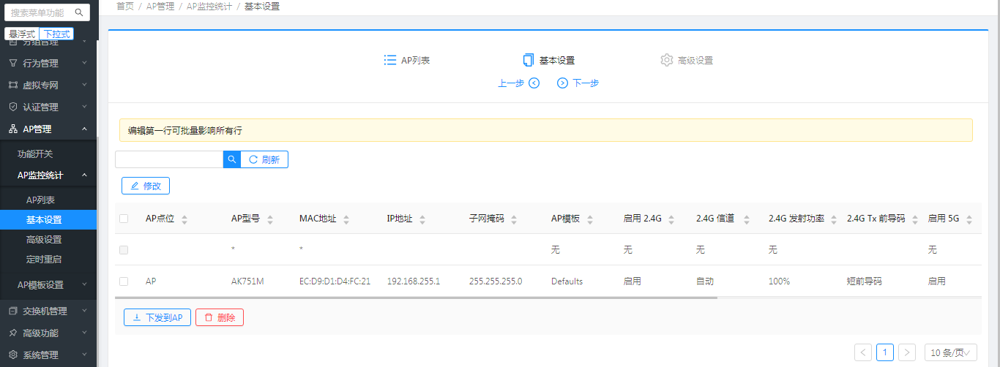 搜索菜单功能
悬浮式 下拉式
分组管理
行为管理
虚拟专网
认证管理
AP管理
功能开关
AP监控统计
AP列表
基本设置
高级设置
定时重启
AP模板设置
交换机管理
高级功能
系统管理
首页 / AP管理 / AP监控统计 / 基本设置
AP列表 基本设置 高级设置
上一步 下一步
编辑第一行可批量影响所有行
刷新
修改
AP点位 AP型号 MAC地址 IP地址 子网掩码 AP模板 启用 2.4G 2.4G 信道 2.4G 发射功率 2.4G Tx 前导码 启用 5G
* * 无 无 无 无 无
AP AK751M EC:D9:D1:D4:FC:21 192.168.255.1 255.255.255.0 Defaults 启用 自动 100% 短前导码 启用
下发到AP 删除
1 10 条/页